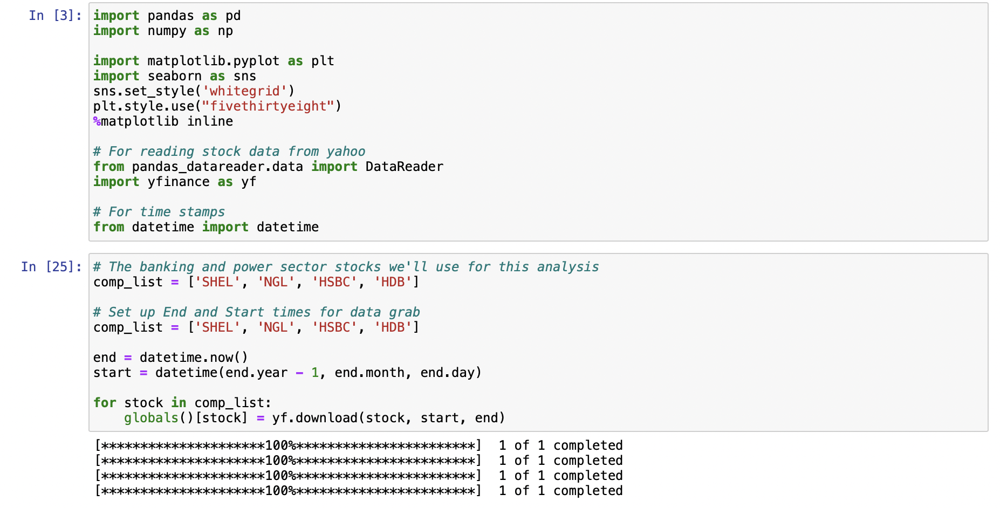 In [3]:
import pandas as pd
import numpy as np
import matplotlib.pyplot as plt
import seaborn as sns
sns.set_style('whitegrid')
plt.style.use("fivethirtyeight")
%matplotlib inline
# For reading stock data from yahoo
from pandas_datareader.data import DataReader
import yfinance as yf
# For time stamps
from datetime import datetime
In [25]:
# The banking and power sector stocks we'll use for this analysis
comp_list = ['SHEL', 'NGL', 'HSBC', 'HDB']
# Set up End and Start times for data grab
comp_list = ['SHEL', 'NGL', 'HSBC', 'HDB']
end = datetime.now()
start = datetime(end.year - 1, end.month, end.day)
for stock in comp_list:
    globals()[stock] = yf.download(stock, start, end)
[*********************100%***********************]  1 of 1 completed
[*********************100%***********************]  1 of 1 completed
[*********************100%***********************]  1 of 1 completed
[*********************100%***********************]  1 of 1 completed